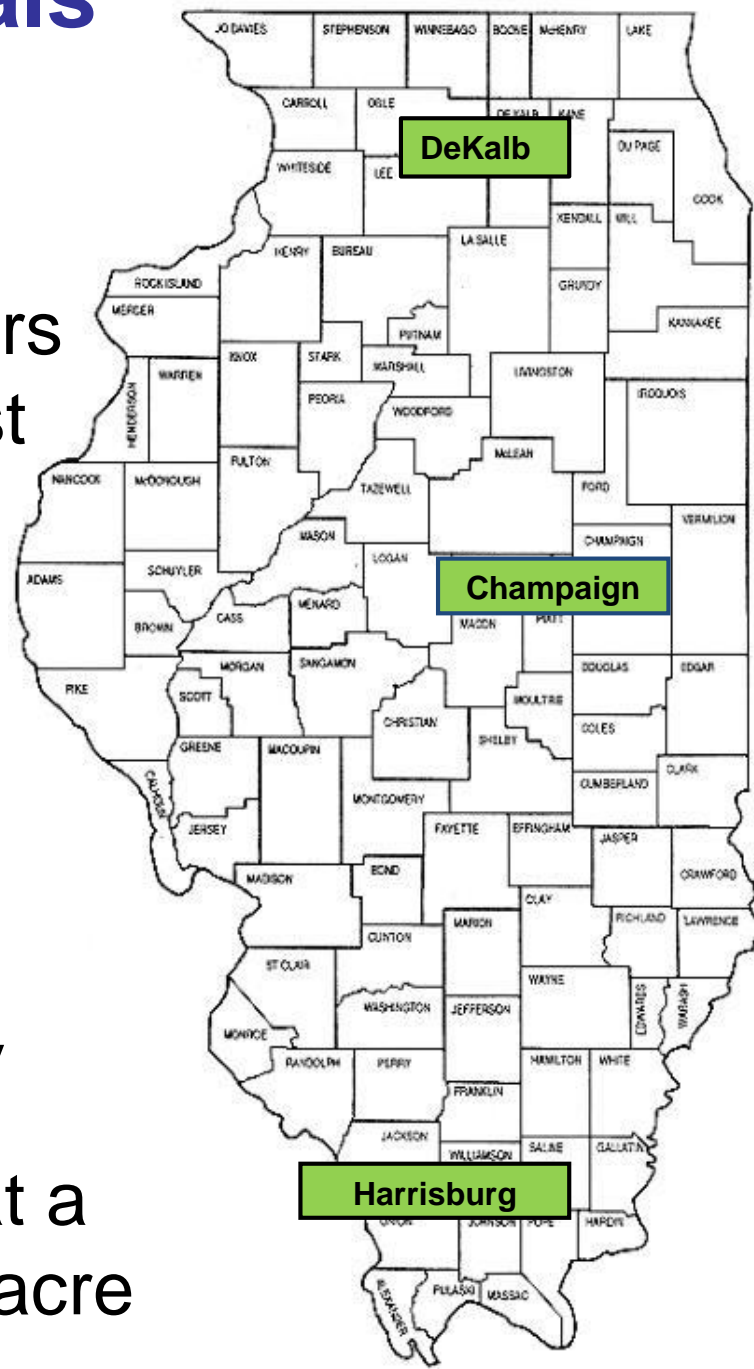 als
JO DAVIES STEPHENSON WINNEBAGO BOONE McHENRY LAKE
CARROLL OGLE KANE
DeKalb
WHITESIDE LEE DU PAGE
COOK
KENDALL WILL
HENRY BUREAU LA SALLE
ROCK ISLAND GRUNDY
MERCER
rs
PUTNAM KANKAKEE
KNOX STARK
WARREN MARSHALL LIVINGSTON
HENDERSON PEORIA IROQUOIS
st
WOODFORD
FULTON McLEAN
HANCOCK McDONOUGH TAZEWELL FORD
VERMILION
MASON CHAMPAIGN
LOGAN
ADAMS SCHUYLER
Champaign
MENARD
BROWN CASS MACON PIATT
MORGAN SANGAMON DOUGLAS EDGAR
PIKE SCOTT MOULTRIE
CHRISTIAN COLES
GREENE MACOUPIN SHELBY
CALHOUN CUMBERLAND CLARK
MONTGOMERY
JERSEY FAYETTE EFFINGHAM JASPER
MADISON BOND CRAWFORD
CLAY
MARION RICHLAND LAWRENCE
CLINTON
ST CLAIR WAYNE
WASHINGTON JEFFERSON EDWARDS WABASH
MONROE
y
RANDOLPH PERRY HAMILTON WHITE
FRANKLIN
JACKSON
WILLIAMSON SALINE GALLATIN
Harrisburg
at a
UNION JOHNSON POPE HARDIN
acre
ALEXANDER PULASKI MASSAC